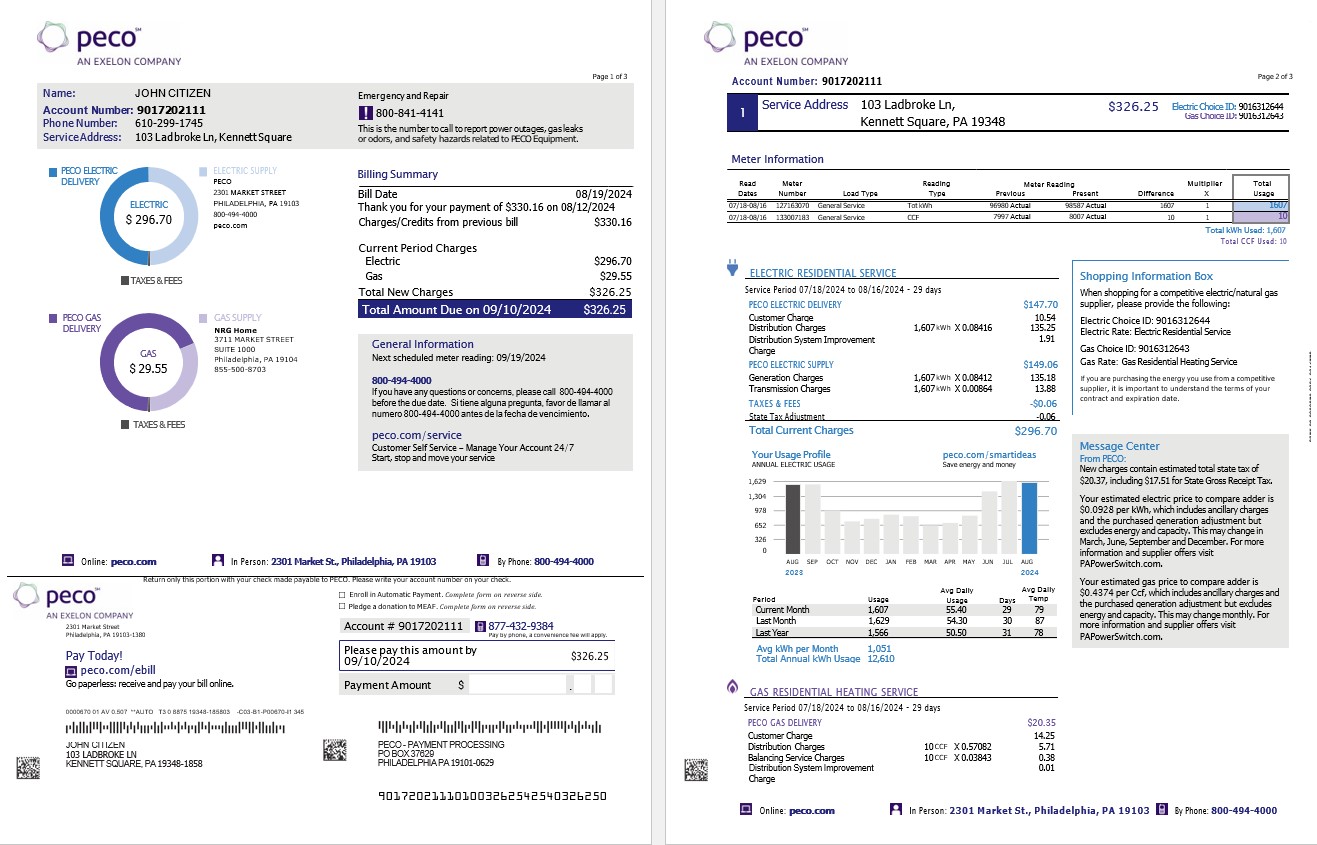 peco℠
AN EXELON COMPANY
Page 1 of 3
Name: JOHN CITIZEN
Account Number: 9017202111
Phone Number: 610-299-1745
Service Address: 103 Ladbroke Ln, Kennett Square
Emergency and Repair
800-841-4141
This is the number to call to report power outages, gas leaks
or odors, and safety hazards related to PECO Equipment.
PECO ELECTRIC
DELIVERY
ELECTRIC
$ 296.70
TAXES & FEES
ELECTRIC SUPPLY
PECO
2301 MARKET STREET
PHILADELPHIA, PA 19103
800-494-4000
peco.com
PECO GAS
DELIVERY
GAS
$ 29.55
TAXES & FEES
GAS SUPPLY
NRG Home
3711 MARKET STREET
SUITE 1000
Philadelphia, PA 19104
855-500-8703
Billing Summary
Bill Date 08/19/2024
Thank you for your payment of $330.16 on 08/12/2024
Charges/Credits from previous bill $330.16
Current Period Charges
Electric $296.70
Gas $29.55
Total New Charges $326.25
Total Amount Due on 09/10/2024 $326.25
General Information
Next scheduled meter reading: 09/19/2024
800-494-4000
If you have any questions or concerns, please call 800-494-4000
before the due date. Si tiene alguna pregunta, favor de llamar al
numero 800-494-4000 antes de la fecha de vencimiento.
peco.com/service
Customer Self Service – Manage Your Account 24/7
Start, stop and move your service
Online: peco.com In Person: 2301 Market St., Philadelphia, PA 19103 By Phone: 800-494-4000
Return only this portion with your check made payable to PECO. Please write your account number on your check.
peco℠
AN EXELON COMPANY
2301 Market Street
Philadelphia, PA 19103-1380
Pay Today!
peco.com/ebill
Go paperless: receive and pay your bill online.
Enroll in Automatic Payment. Complete form on reverse side.
Pledge a donation to MEAF. Complete form on reverse side.
Account # 9017202111
877-432-9384
Pay by phone, a convenience fee will apply.
Please pay this amount by
09/10/2024 $326.25
Payment Amount $ .
0000670 01 AV 0.507 **AUTO T3 0 8875 19348-185803 -C03-B1-P00670-I1 345
JOHN CITIZEN
103 LADBROKE LN
KENNETT SQUARE, PA 19348-1858
PECO - PAYMENT PROCESSING
PO BOX 37629
PHILADELPHIA PA 19101-0629
901720211101003262542540326250
peco℠
AN EXELON COMPANY
Account Number: 9017202111
Page 2 of 3
1 Service Address 103 Ladbroke Ln,
Kennett Square, PA 19348
$326.25
Electric Choice ID: 9016312644
Gas Choice ID: 9016312643
Meter Information
Read Dates Meter Number Load Type Reading Type Meter Reading Previous Present Difference Multiplier X Total Usage
07/18-08/16 127163070 General Service Tot kWh 96980 Actual 98587 Actual 1607 1 1607
07/18-08/16 133007183 General Service CCF 7997 Actual 8007 Actual 10 1 10
Total kWh Used: 1,607
Total CCF Used: 10
ELECTRIC RESIDENTIAL SERVICE
Service Period 07/18/2024 to 08/16/2024 - 29 days
PECO ELECTRIC DELIVERY $147.70
Customer Charge 10.54
Distribution Charges 1,607 kWh X 0.08416 135.25
Distribution System Improvement 1.91
Charge
PECO ELECTRIC SUPPLY $149.06
Generation Charges 1,607 kWh X 0.08412 135.18
Transmission Charges 1,607 kWh X 0.00864 13.88
TAXES & FEES -$0.06
State Tax Adjustment -0.06
Total Current Charges $296.70
Your Usage Profile
ANNUAL ELECTRIC USAGE
peco.com/smartideas
Save energy and money
1,629
1,304
978
652
326
0
AUG SEP OCT NOV DEC JAN FEB MAR APR MAY JUN JUL AUG
2023 2024
Period Usage Avg Daily Usage Days Avg Daily Temp
Current Month 1,607 55.40 29 79
Last Month 1,629 54.30 30 87
Last Year 1,566 50.50 31 78
Avg kWh per Month 1,051
Total Annual kWh Usage 12,610
GAS RESIDENTIAL HEATING SERVICE
Service Period 07/18/2024 to 08/16/2024 - 29 days
PECO GAS DELIVERY $20.35
Customer Charge 14.25
Distribution Charges 10 CCF X 0.57082 5.71
Balancing Service Charges 10 CCF X 0.03843 0.38
Distribution System Improvement 0.01
Charge
Shopping Information Box
When shopping for a competitive electric/natural gas
supplier, please provide the following:
Electric Choice ID: 9016312644
Electric Rate: Electric Residential Service
Gas Choice ID: 9016312643
Gas Rate: Gas Residential Heating Service
If you are purchasing the energy you use from a competitive
supplier, it is important to understand the terms of your
contract and expiration date.
Message Center
From PECO:
New charges contain estimated total state tax of
$20.37, including $17.51 for State Gross Receipt Tax.
Your estimated electric price to compare adder is
$0.0928 per kWh, which includes ancillary charges
and the purchased generation adjustment but
excludes energy and capacity. This may change in
March, June, September and December. For more
information and supplier offers visit
PAPowerSwitch.com.
Your estimated gas price to compare adder is
$0.4374 per Ccf, which includes ancillary charges and
the purchased generation adjustment but excludes
energy and capacity. This may change monthly. For
more information and supplier offers visit
PAPowerSwitch.com.
Online: peco.com In Person: 2301 Market St., Philadelphia, PA 19103 By Phone: 800-494-4000